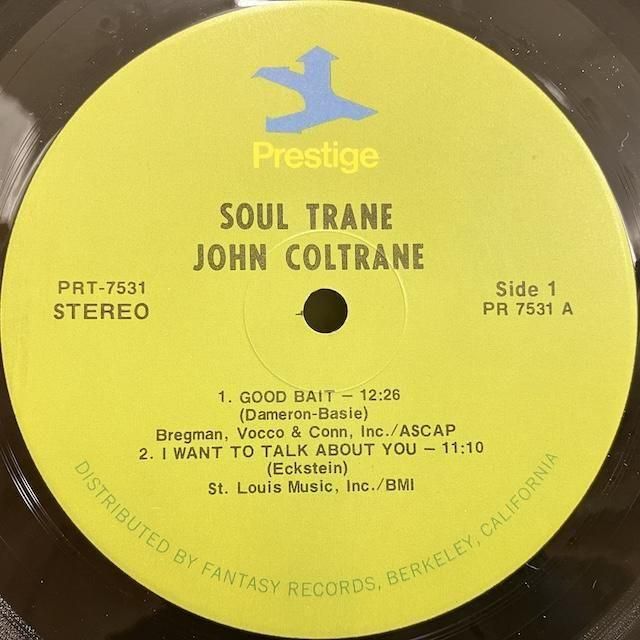 Prestige
SOUL TRANE
JOHN COLTRANE
PRT-7531
STEREO
Side 1
PR 7531 A
1. GOOD BAIT – 12:26
(Dameron-Basie)
Bregman, Vocco & Conn, Inc./ASCAP
2. I WANT TO TALK ABOUT YOU – 11:10
(Eckstein)
St. Louis Music, Inc./BMI
DISTRIBUTED BY FANTASY RECORDS, BERKELEY, CALIFORNIA